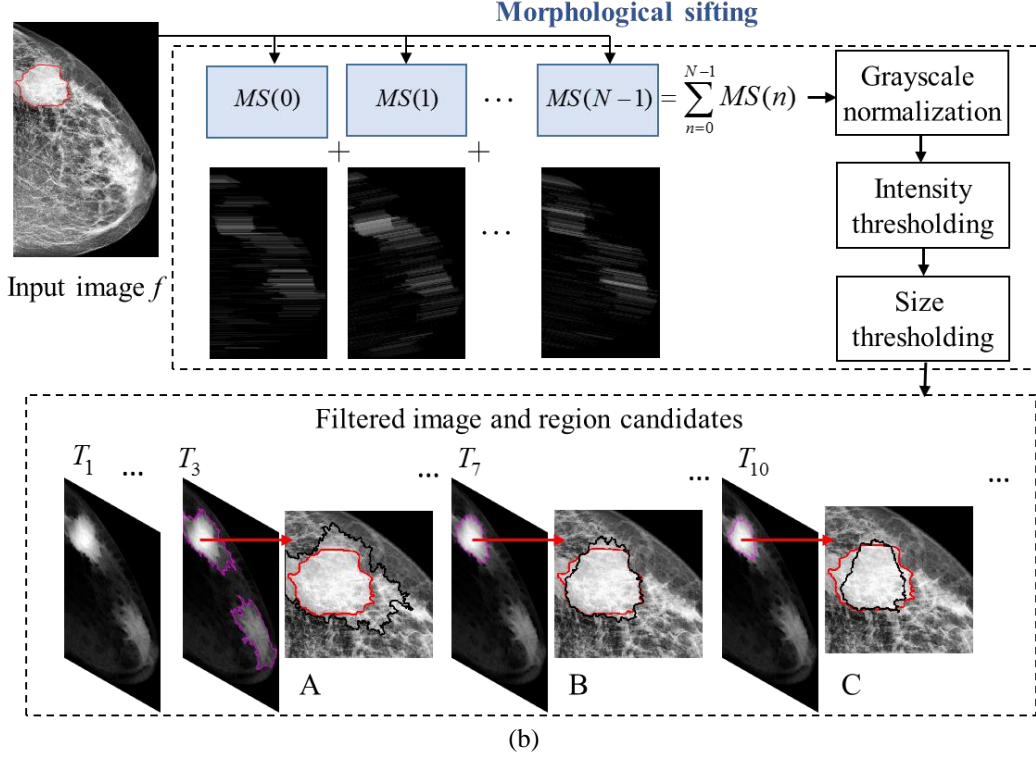 Morphological sifting
MS(0)
MS(1)
...
MS(N −1)
= \sum_{n=0}^{N-1} MS(n)
Grayscale
normalization
+
+
Intensity
thresholding
...
Input image f
Size
thresholding
Filtered image and region candidates
T₁
...
T₃
...
T₇
...
T₁₀
...
A
B
C
(b)